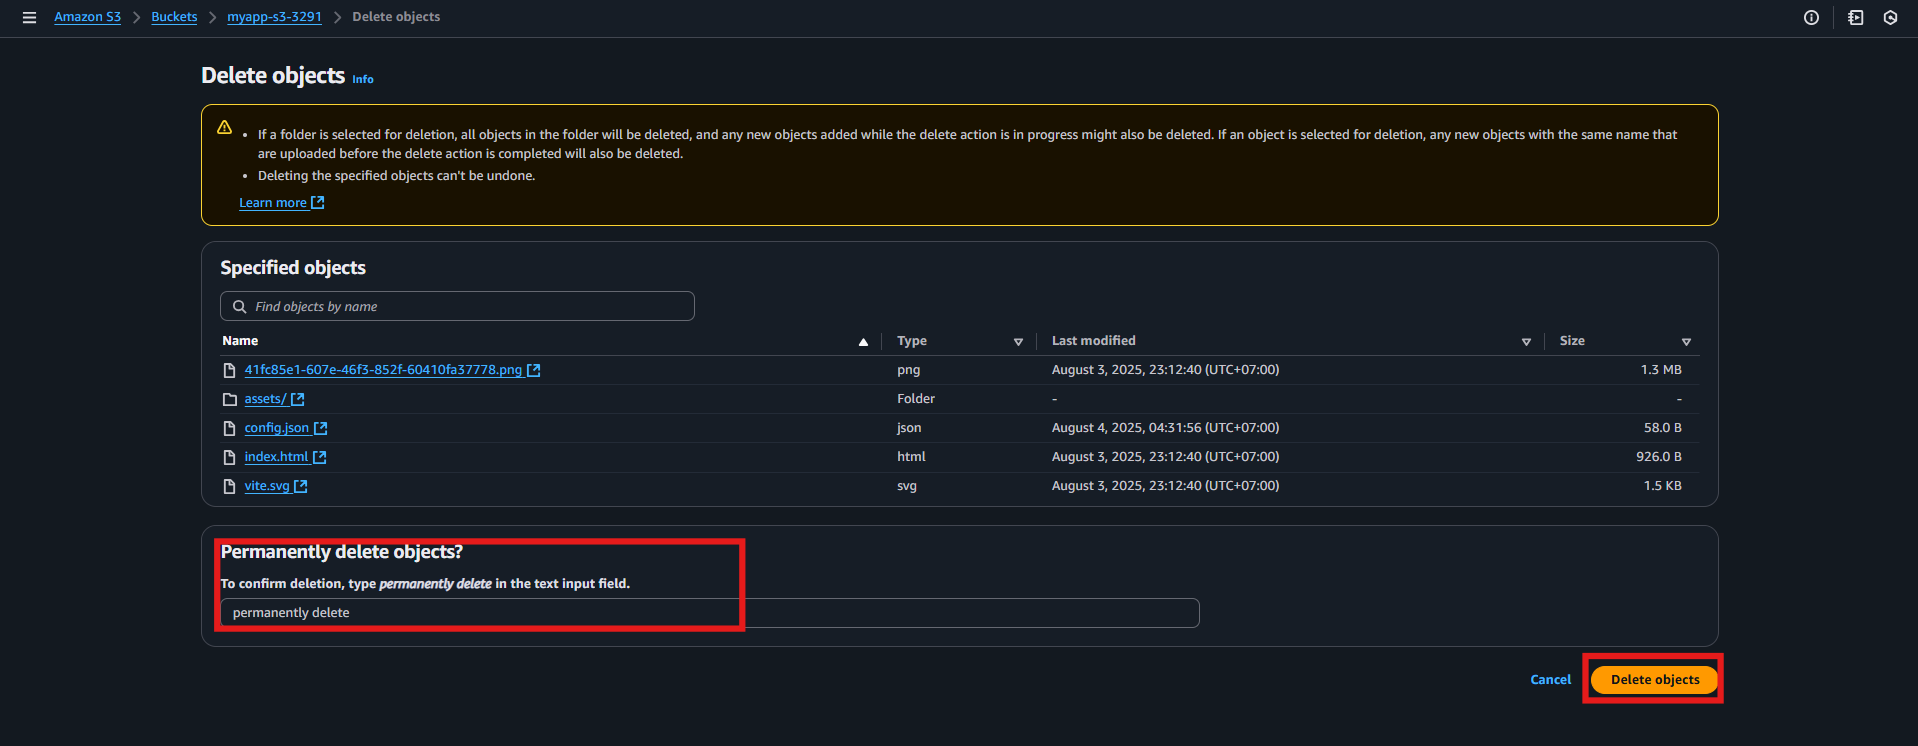 Amazon S3 > Buckets > myapp-s3-3291 > Delete objects
Delete objects Info
• If a folder is selected for deletion, all objects in the folder will be deleted, and any new objects added while the delete action is in progress might also be deleted. If an object is selected for deletion, any new objects with the same name that
are uploaded before the delete action is completed will also be deleted.
• Deleting the specified objects can't be undone.
Learn more
Specified objects
Find objects by name
Name Type Last modified Size
41fc85e1-607e-46f3-852f-60410fa37778.png png August 3, 2025, 23:12:40 (UTC+07:00) 1.3 MB
assets/ Folder - -
config.json json August 4, 2025, 04:31:56 (UTC+07:00) 58.0 B
index.html html August 3, 2025, 23:12:40 (UTC+07:00) 926.0 B
vite.svg svg August 3, 2025, 23:12:40 (UTC+07:00) 1.5 KB
Permanently delete objects?
To confirm deletion, type permanently delete in the text input field.
permanently delete
Cancel Delete objects